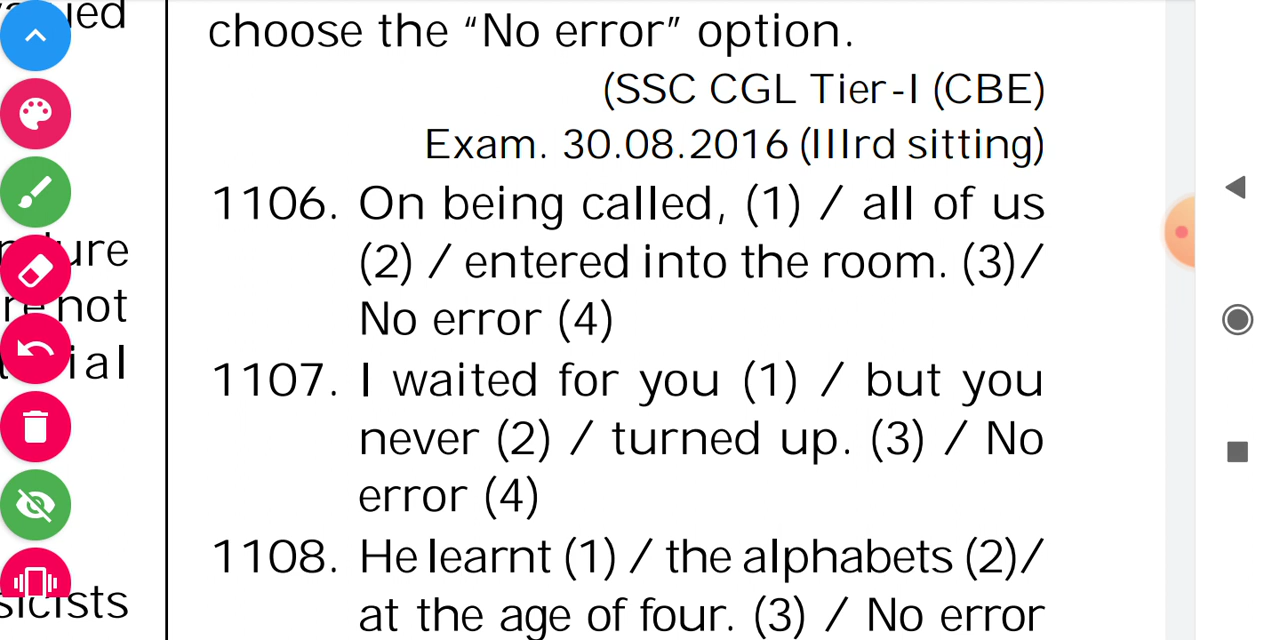 choose the “No error” option.
(SSC CGL Tier-I (CBE)
Exam. 30.08.2016 (IIIrd sitting)
1106. On being called, (1) / all of us
(2) / entered into the room. (3)/
No error (4)
1107. I waited for you (1) / but you
never (2) / turned up. (3) / No
error (4)
1108. He learnt (1) / the alphabets (2)/
at the age of four. (3) / No error
not